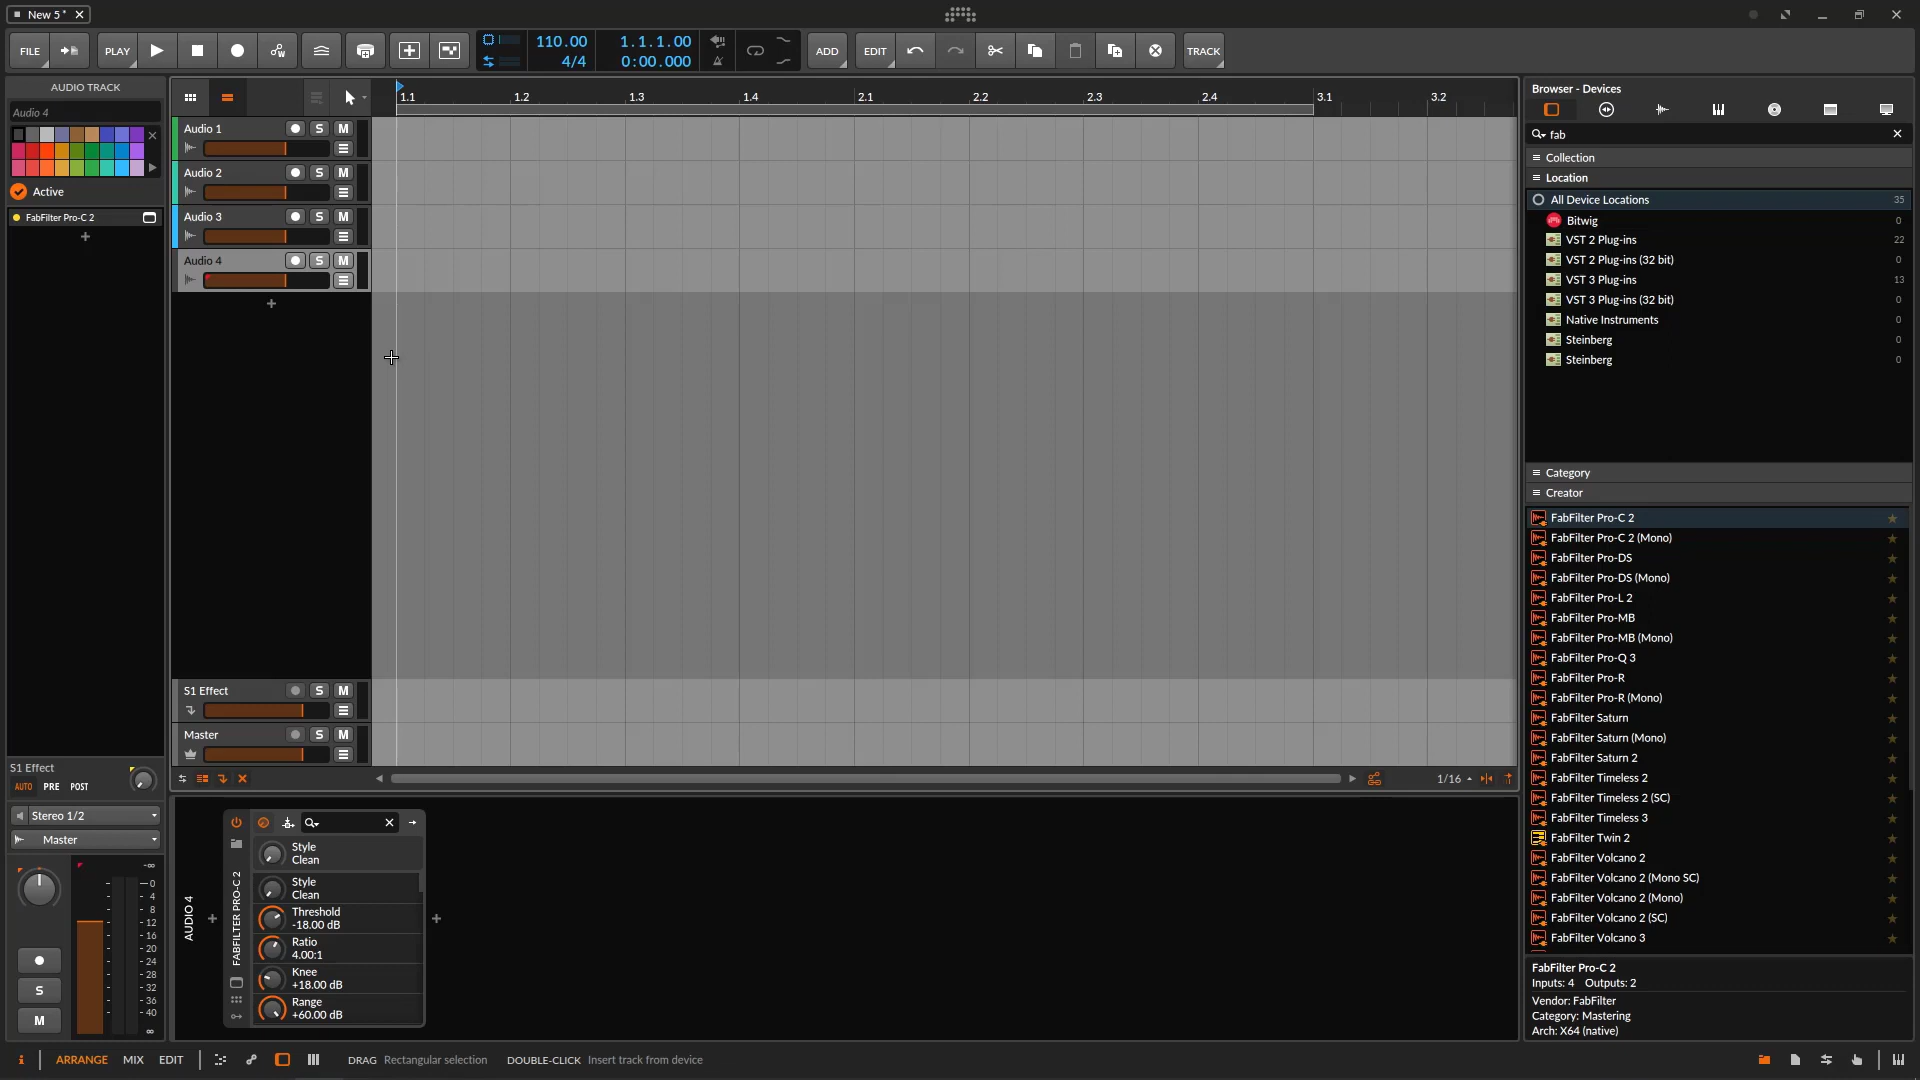 New 5*
FILE PLAY 110.00 1.1.1.00 ADD EDIT TRACK
4/4 0:00.000
AUDIO TRACK
Audio 4
Active
FabFilter Pro-C 2
1.1 1.2 1.3 1.4 2.1 2.2 2.3 2.4 3.1 3.2
Audio 1 S M
Audio 2 S M
Audio 3 S M
Audio 4 S M
S1 Effect S M
Master S M
1/16
S1 Effect
AUTO PRE POST
Stereo 1/2
Master
-∞
0
4
8
12
16
20
24
28
32
36
40
∞
S
M
AUDIO 4
FABFILTER PRO-C 2
Style
Clean
Style
Clean
Threshold
-18.00 dB
Ratio
4.00:1
Knee
+18.00 dB
Range
+60.00 dB
Browser - Devices
fab
Collection
Location
All Device Locations 35
Bitwig 0
VST 2 Plug-ins 22
VST 2 Plug-ins (32 bit) 0
VST 3 Plug-ins 13
VST 3 Plug-ins (32 bit) 0
Native Instruments 0
Steinberg 0
Steinberg 0
Category
Creator
FabFilter Pro-C 2
FabFilter Pro-C 2 (Mono)
FabFilter Pro-DS
FabFilter Pro-DS (Mono)
FabFilter Pro-L 2
FabFilter Pro-MB
FabFilter Pro-MB (Mono)
FabFilter Pro-Q 3
FabFilter Pro-R
FabFilter Pro-R (Mono)
FabFilter Saturn
FabFilter Saturn (Mono)
FabFilter Saturn 2
FabFilter Timeless 2
FabFilter Timeless 2 (SC)
FabFilter Timeless 3
FabFilter Twin 2
FabFilter Volcano 2
FabFilter Volcano 2 (Mono SC)
FabFilter Volcano 2 (Mono)
FabFilter Volcano 2 (SC)
FabFilter Volcano 3
FabFilter Pro-C 2
Inputs: 4 Outputs: 2
Vendor: FabFilter
Category: Mastering
Arch: X64 (native)
i ARRANGE MIX EDIT DRAG Rectangular selection DOUBLE-CLICK Insert track from device